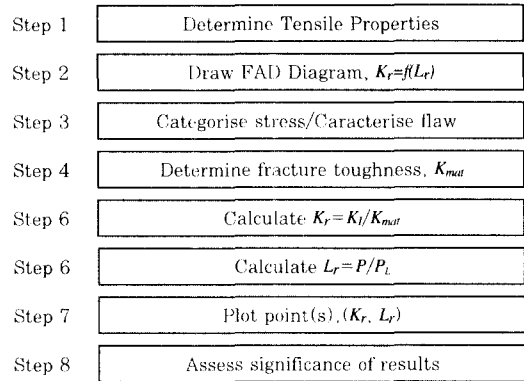 Step 1 Determine Tensile Properties
Step 2 Draw FAD Diagram, Kr=f(Lr)
Step 3 Categorise stress/Caracterise flaw
Step 4 Determine fracture toughness, Kmat
Step 6 Calculate Kr=KI/Kmat
Step 6 Calculate Lr=P/PL
Step 7 Plot point(s),(Kr, Lr)
Step 8 Assess significance of results